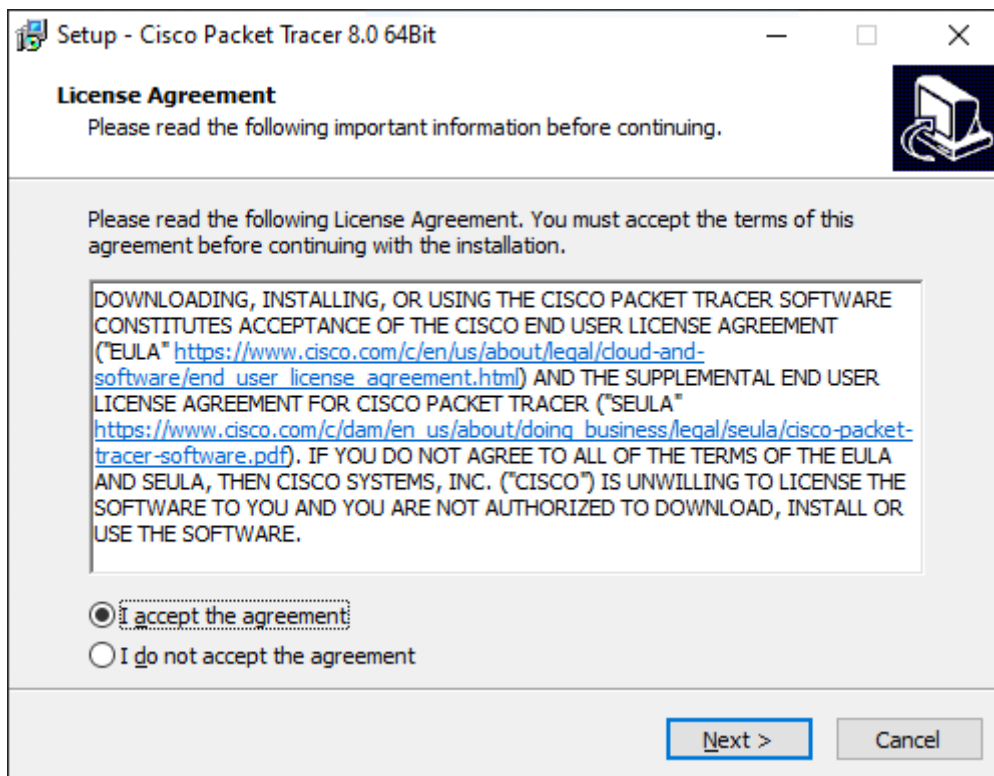 Setup - Cisco Packet Tracer 8.0 64Bit
License Agreement
Please read the following important information before continuing.
Please read the following License Agreement. You must accept the terms of this
agreement before continuing with the installation.
DOWNLOADING, INSTALLING, OR USING THE CISCO PACKET TRACER SOFTWARE
CONSTITUTES ACCEPTANCE OF THE CISCO END USER LICENSE AGREEMENT
("EULA" https://www.cisco.com/c/en/us/about/legal/cloud-and-
software/end_user_license_agreement.html) AND THE SUPPLEMENTAL END USER
LICENSE AGREEMENT FOR CISCO PACKET TRACER ("SEULA"
https://www.cisco.com/c/dam/en_us/about/doing_business/legal/seula/cisco-packet-
tracer-software.pdf). IF YOU DO NOT AGREE TO ALL OF THE TERMS OF THE EULA
AND SEULA, THEN CISCO SYSTEMS, INC. ("CISCO") IS UNWILLING TO LICENSE THE
SOFTWARE TO YOU AND YOU ARE NOT AUTHORIZED TO DOWNLOAD, INSTALL OR
USE THE SOFTWARE.
I accept the agreement
I do not accept the agreement
Next >
Cancel